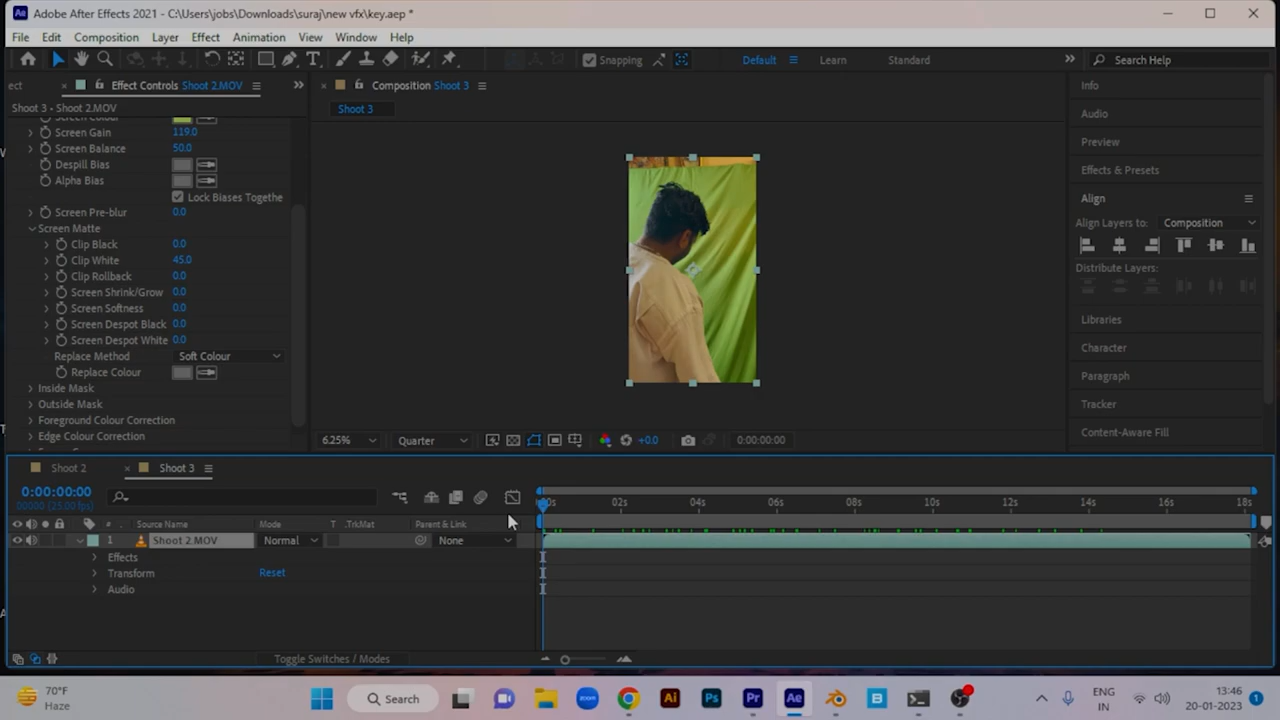 Adobe After Effects 2021 - C:\Users\jobs\Downloads\suraj\new vfx\key.aep *
File Edit Composition Layer Effect Animation View Window Help
Snapping Default Learn Standard Search Help
ect Effect Controls Shoot 2.MOV Composition Shoot 3 Info
Shoot 3 - Shoot 2.MOV Shoot 3
Screen Colour
Screen Gain 119.0
Screen Balance 50.0
Despill Bias
Alpha Bias
Lock Biases Togethe
Screen Pre-blur 0.0
Screen Matte
Clip Black 0.0
Clip White 45.0
Clip Rollback 0.0
Screen Shrink/Grow 0.0
Screen Softness 0.0
Screen Despot Black 0.0
Screen Despot White 0.0
Replace Method Soft Colour
Replace Colour
Inside Mask
Outside Mask
Foreground Colour Correction
Edge Colour Correction
6.25% Quarter +0.0 0:00:00:00
Audio
Preview
Effects & Presets
Align
Align Layers to: Composition
Distribute Layers:
Libraries
Character
Paragraph
Tracker
Content-Aware Fill
Shoot 2 Shoot 3
0:00:00:00
00000 (25.00 fps)
02s 04s 06s 08s 10s 12s 14s 16s 18s
# Source Name Mode T .TrkMat Parent & Link
1 Shoot 2.MOV Normal None
Effects
Transform Reset
Audio
Toggle Switches / Modes
70°F
Haze
Search
ENG
IN
13:46
20-01-2023
1